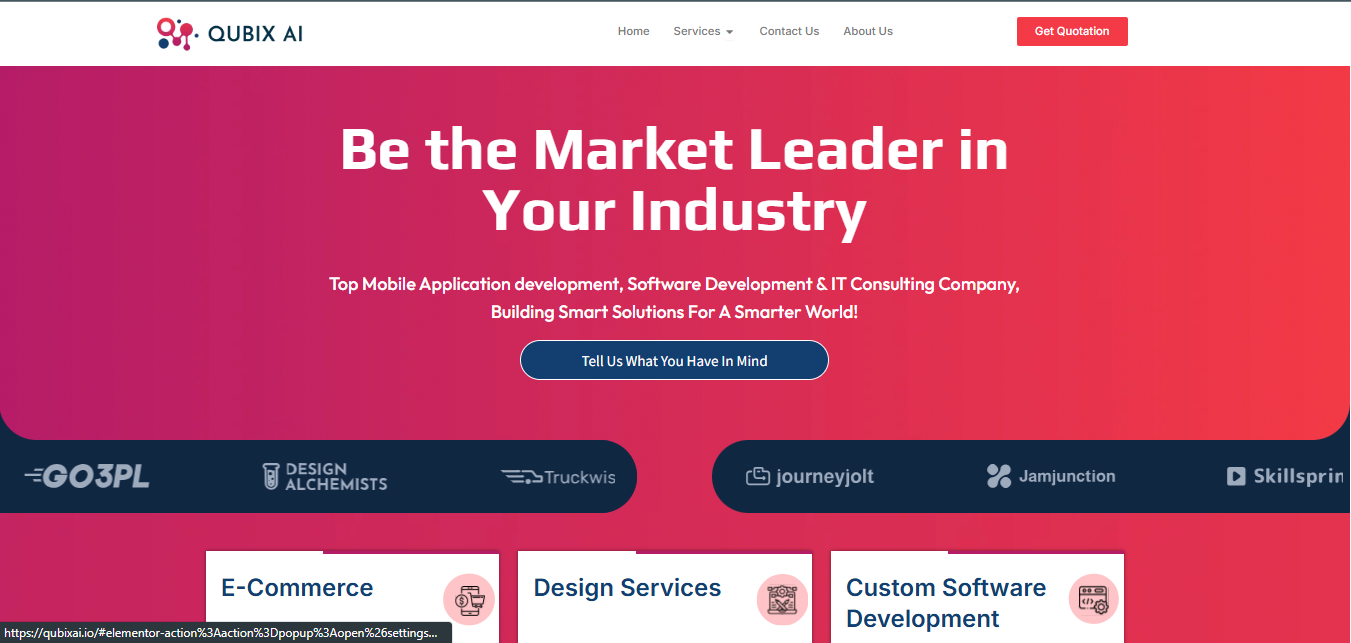 QUBIX AI
Home Services Contact Us About Us
Get Quotation
Be the Market Leader in
Your Industry
Top Mobile Application development, Software Development & IT Consulting Company,
Building Smart Solutions For A Smarter World!
Tell Us What You Have In Mind
GO3PL
DESIGN
ALCHEMISTS
Truckwis
journeyjolt
Jamjunction
Skillsprin
E-Commerce
Design Services
Custom Software
Development
https://qubixai.io/#elementor-action%3Aaction%3Dpopup%3Aopen%26settings...